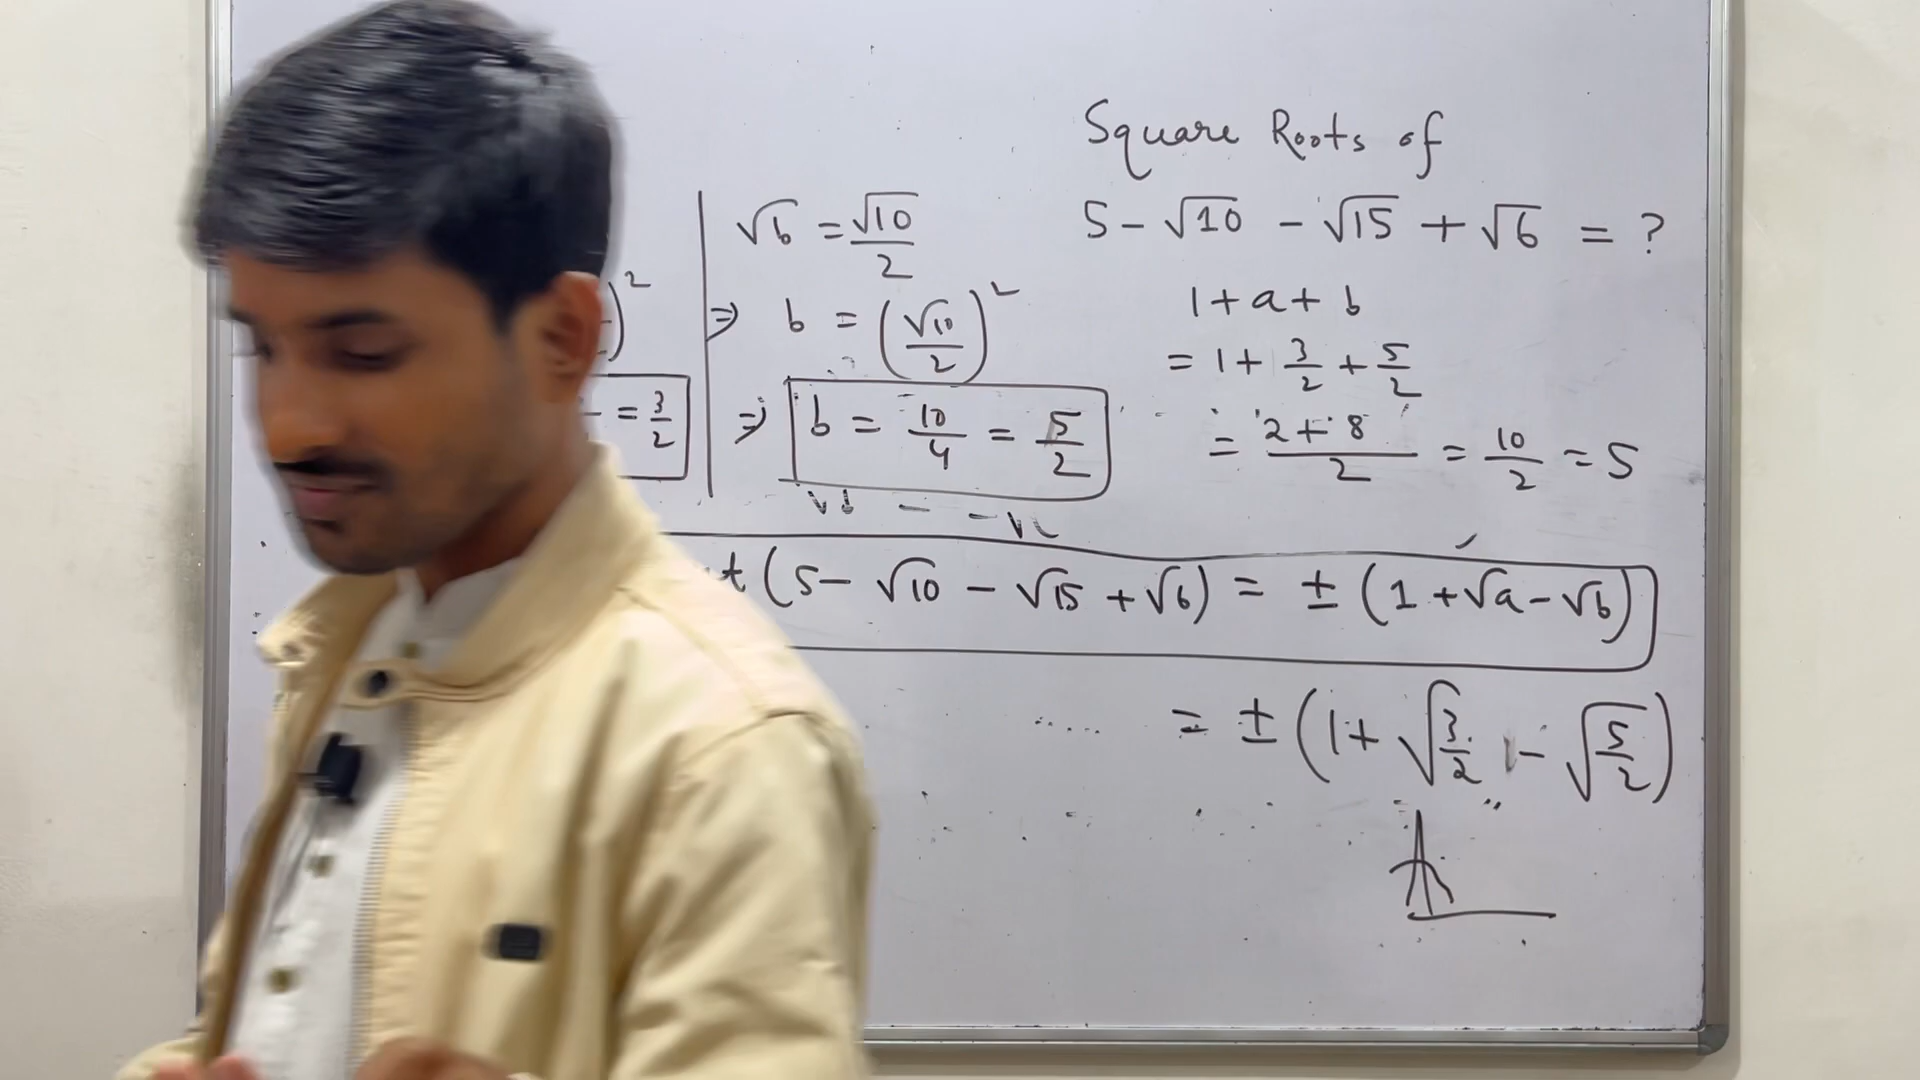 Square Roots of
5 - √10 - √15 + √6 = ?
)²
= 3/2
√b = √10/2
⇒ b = (√10/2)²
⇒ b = 10/4 = 5/2
1 + a + b
= 1 + 3/2 + 5/2
= 2 + 8/2 = 10/2 = 5
t (5 - √10 - √15 + √6) = ± (1 + √a - √b)
= ± (1 + √3/2 - √5/2)